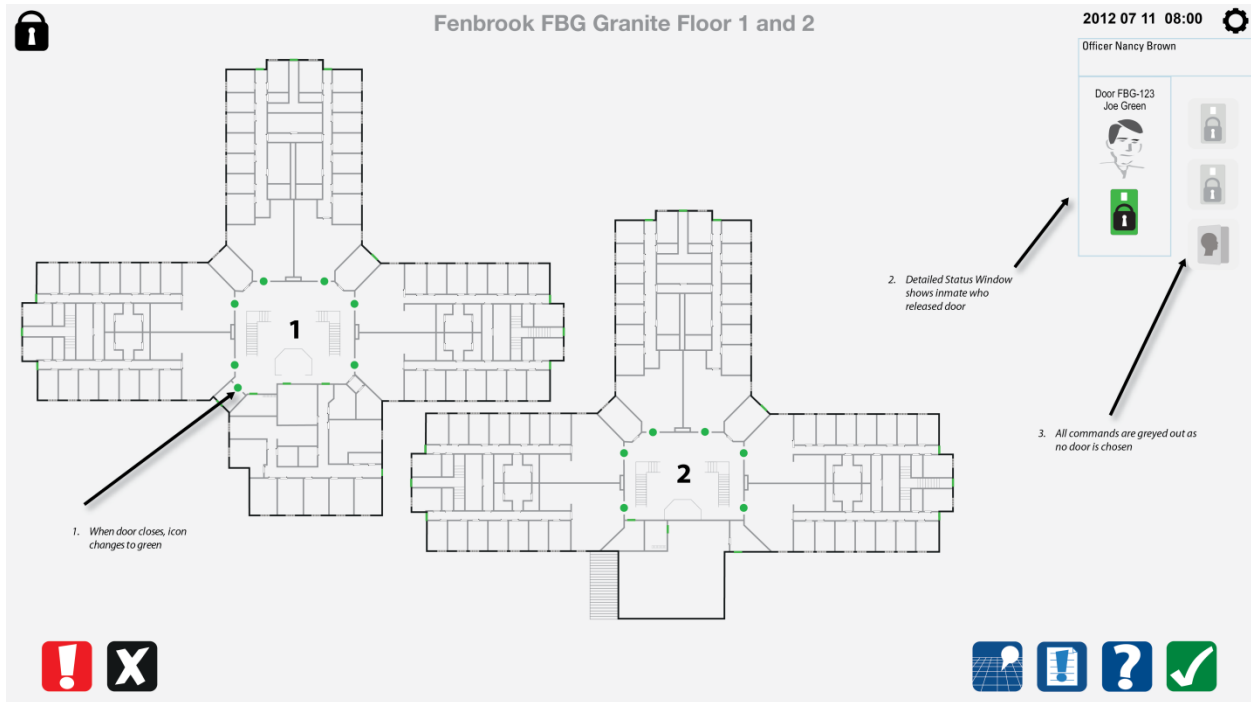 Fenbrook FBG Granite Floor 1 and 2
2012 07 11 08:00
Officer Nancy Brown
Door FBG-123
Joe Green
1
2
2. Detailed Status Window
shows inmate who
released door
3. All commands are greyed out as
no door is chosen
1. When door closes, icon
changes to green
! X
! ?